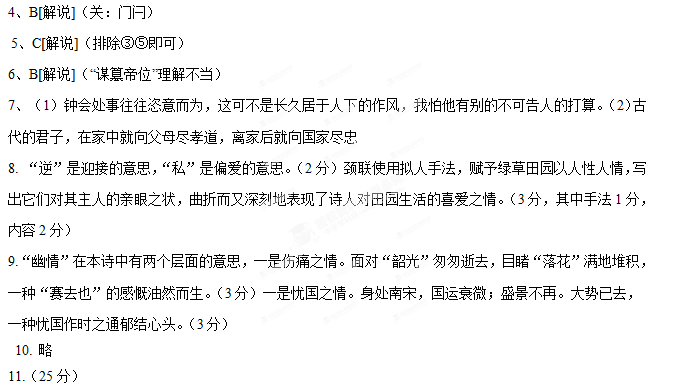 4、B[解说]（关：门闩）
5、C[解说]（排除③⑤即可）
6、B[解说]（“谋篡帝位”理解不当）
7、（1）钟会处事往往恣意而为，这可不是长久居于人下的作风，我怕他有别的不可告人的打算。（2）古
代的君子，在家中就向父母尽孝道，离家后就向国家尽忠
8. “逆”是迎接的意思，“私”是偏爱的意思。（2分）颈联使用拟人手法，赋予绿草田园以人性人情，写
出它们对其主人的亲眼之状，曲折而又深刻地表现了诗人对田园生活的喜爱之情。（3分，其中手法1分，
内容2分）
9.“幽情”在本诗中有两个层面的意思，一是伤痛之情。面对“韶光”匆匆逝去，目睹“落花”满地堆积，
一种“赛去也”的感慨油然而生。（3分）一是忧国之情。身处南宋，国运衰微；盛景不再。大势已去，
一种忧国作时之通郁结心头。（3分）
10. 略
11.（25分）